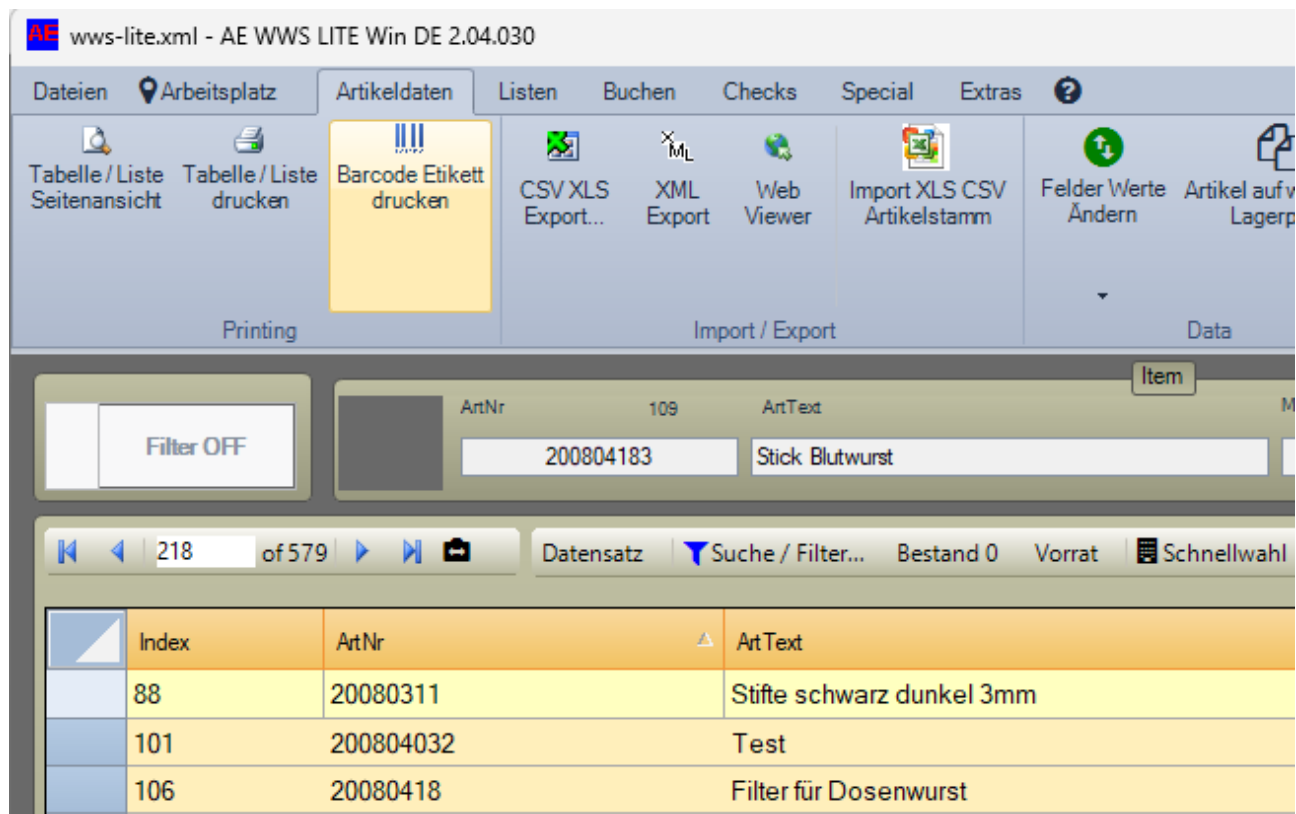 AE wws-lite.xml - AE WWS LITE Win DE 2.04.030
Dateien Arbeitsplatz Artikeldaten Listen Buchen Checks Special Extras ?
Tabelle / Liste Seitenansicht
Tabelle / Liste drucken
Barcode Etikett drucken
CSV XLS Export...
XML Export
Web Viewer
Import XLS CSV Artikelstamm
Felder Werte Ändern
Artikel auf w
Lagerp
Printing Import / Export Data
Item
Filter OFF
ArtNr 109 ArtText M
200804183 Stick Blutwurst
218 of 579 Datensatz Suche / Filter... Bestand 0 Vorrat Schnellwahl
Index ArtNr ArtText
88 20080311 Stifte schwarz dunkel 3mm
101 200804032 Test
106 20080418 Filter für Dosenwurst